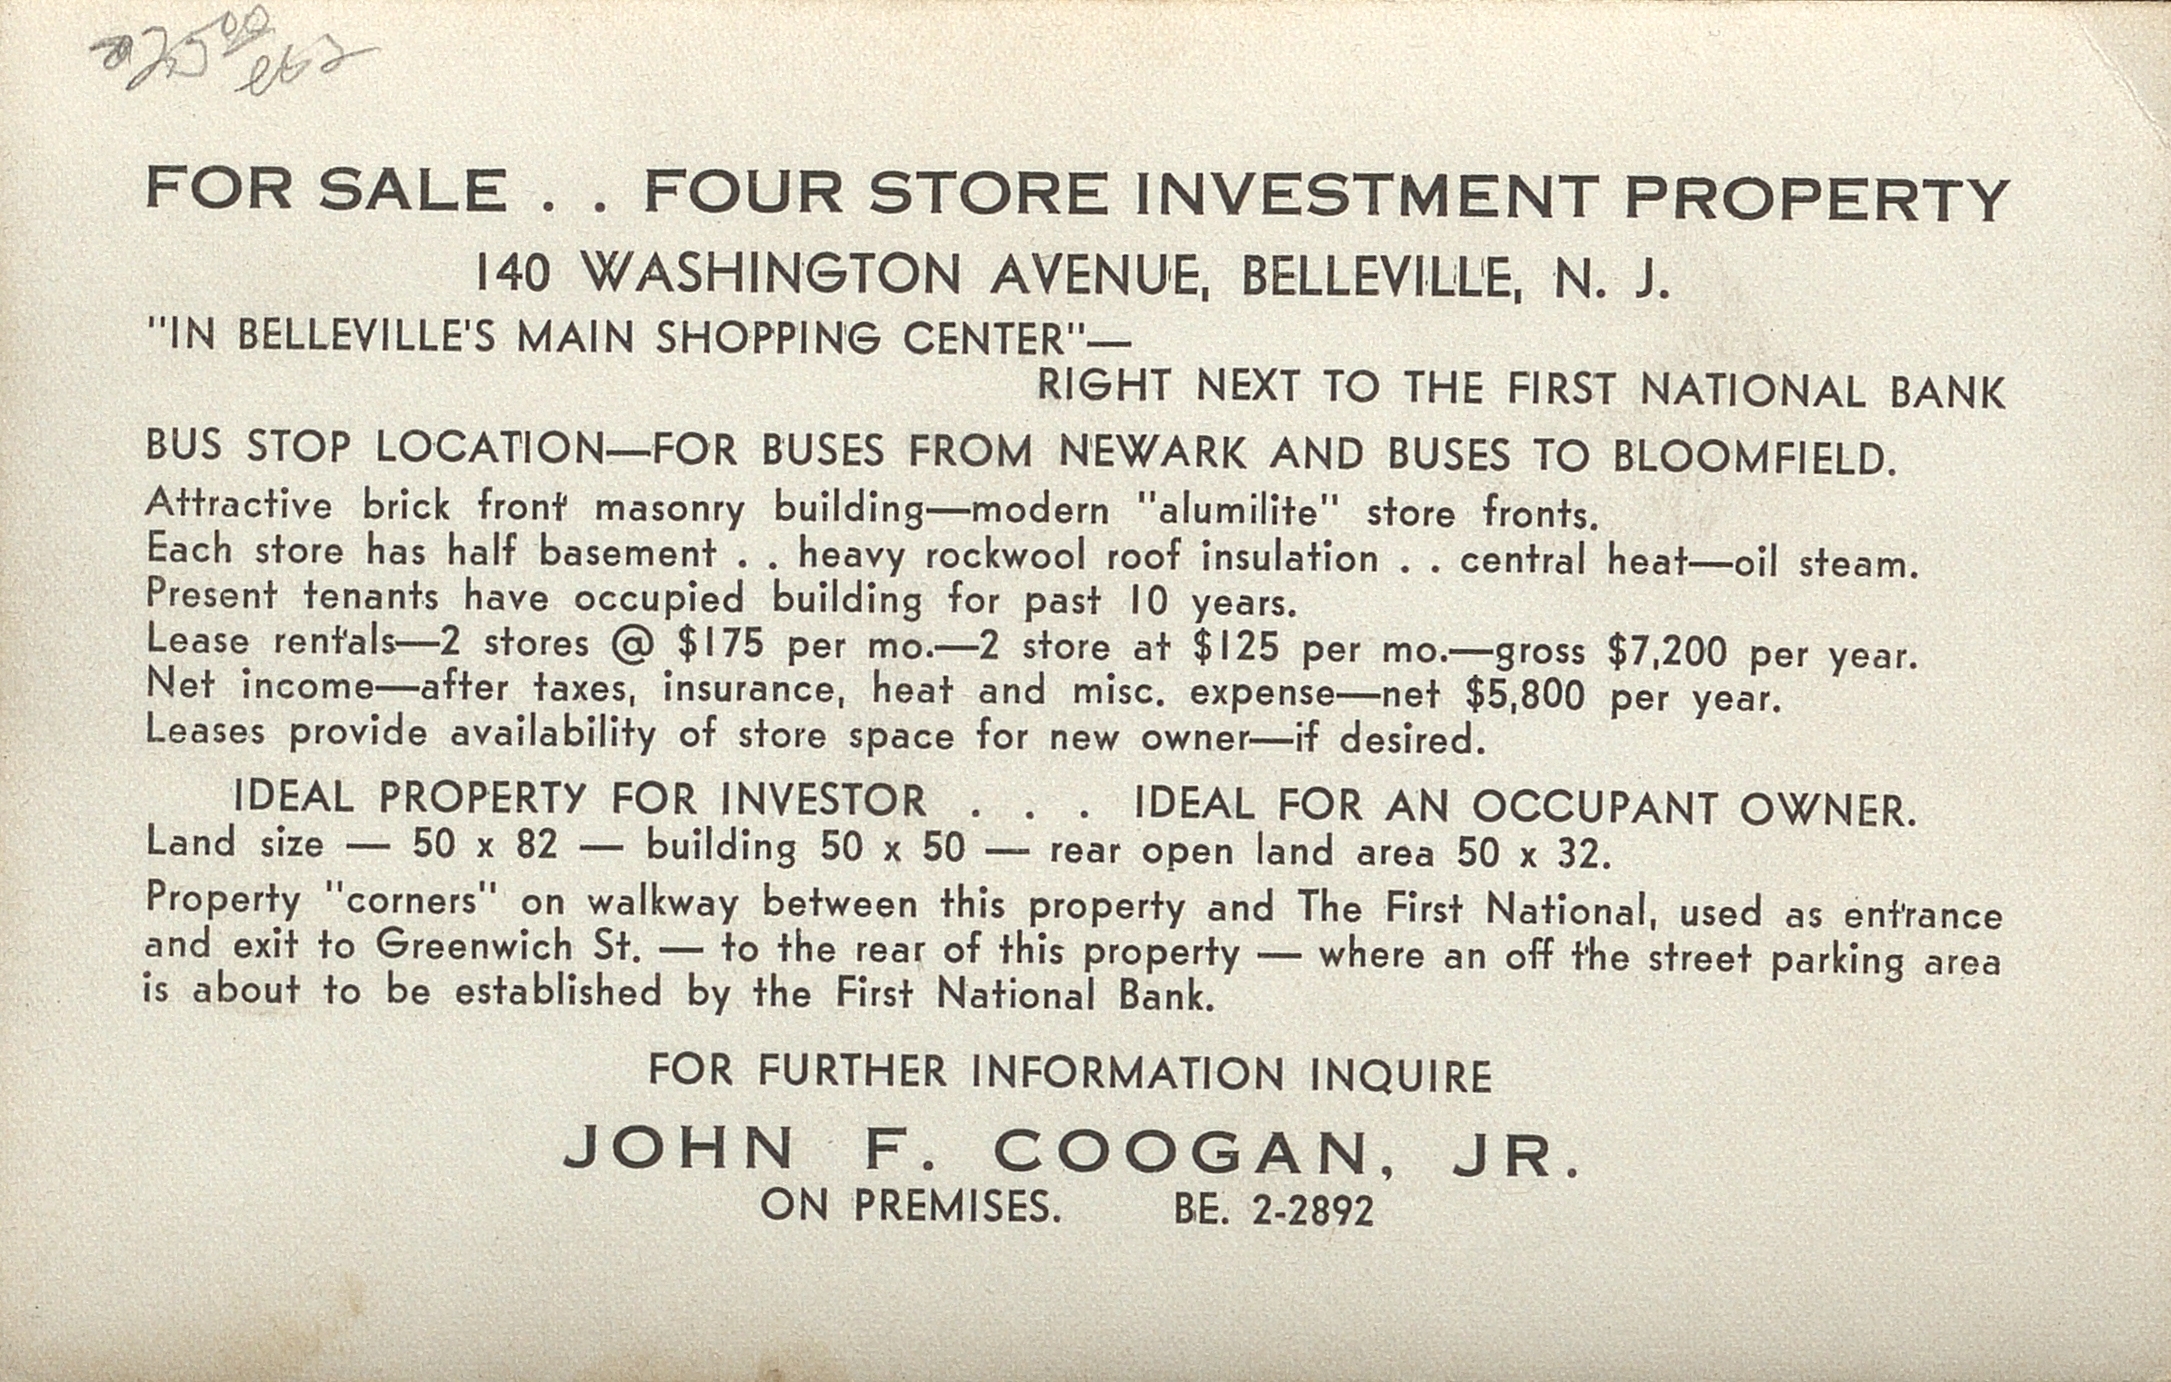 FOR SALE . . FOUR STORE INVESTMENT PROPERTY
140 WASHINGTON AVENUE, BELLEVILLE, N. J.
"IN BELLEVILLE'S MAIN SHOPPING CENTER"—
RIGHT NEXT TO THE FIRST NATIONAL BANK
BUS STOP LOCATION—FOR BUSES FROM NEWARK AND BUSES TO BLOOMFIELD.
Attractive brick front masonry building—modern "alumilite" store fronts.
Each store has half basement . . heavy rockwool roof insulation . . central heat—oil steam.
Present tenants have occupied building for past 10 years.
Lease rentals—2 stores @ $175 per mo.—2 store at $125 per mo.—gross $7,200 per year.
Net income—after taxes, insurance, heat and misc. expense—net $5,800 per year.
Leases provide availability of store space for new owner—if desired.
IDEAL PROPERTY FOR INVESTOR . . . IDEAL FOR AN OCCUPANT OWNER.
Land size — 50 x 82 — building 50 x 50 — rear open land area 50 x 32.
Property "corners" on walkway between this property and The First National, used as entrance
and exit to Greenwich St. — to the rear of this property — where an off the street parking area
is about to be established by the First National Bank.
FOR FURTHER INFORMATION INQUIRE
JOHN F. COOGAN, JR.
ON PREMISES. BE. 2-2892